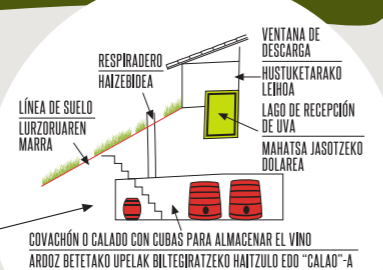 VENTANA DE
DESCARGA
HUSTUKETARAKO
LEIHOA
RESPIRADERO
HAIZEBIDEA
LÍNEA DE SUELO
LURZORUAREN
MARRA
LAGO DE RECEPCIÓN
DE UVA
MAHATSA JASOTZEKO
DOLAREA
COVACHÓN O CALADO CON CUBAS PARA ALMACENAR EL VINO
ARDOZ BETETAKO UPELAK BILTEGIRATZEKO HAITZULO EDO "CALAO"-A